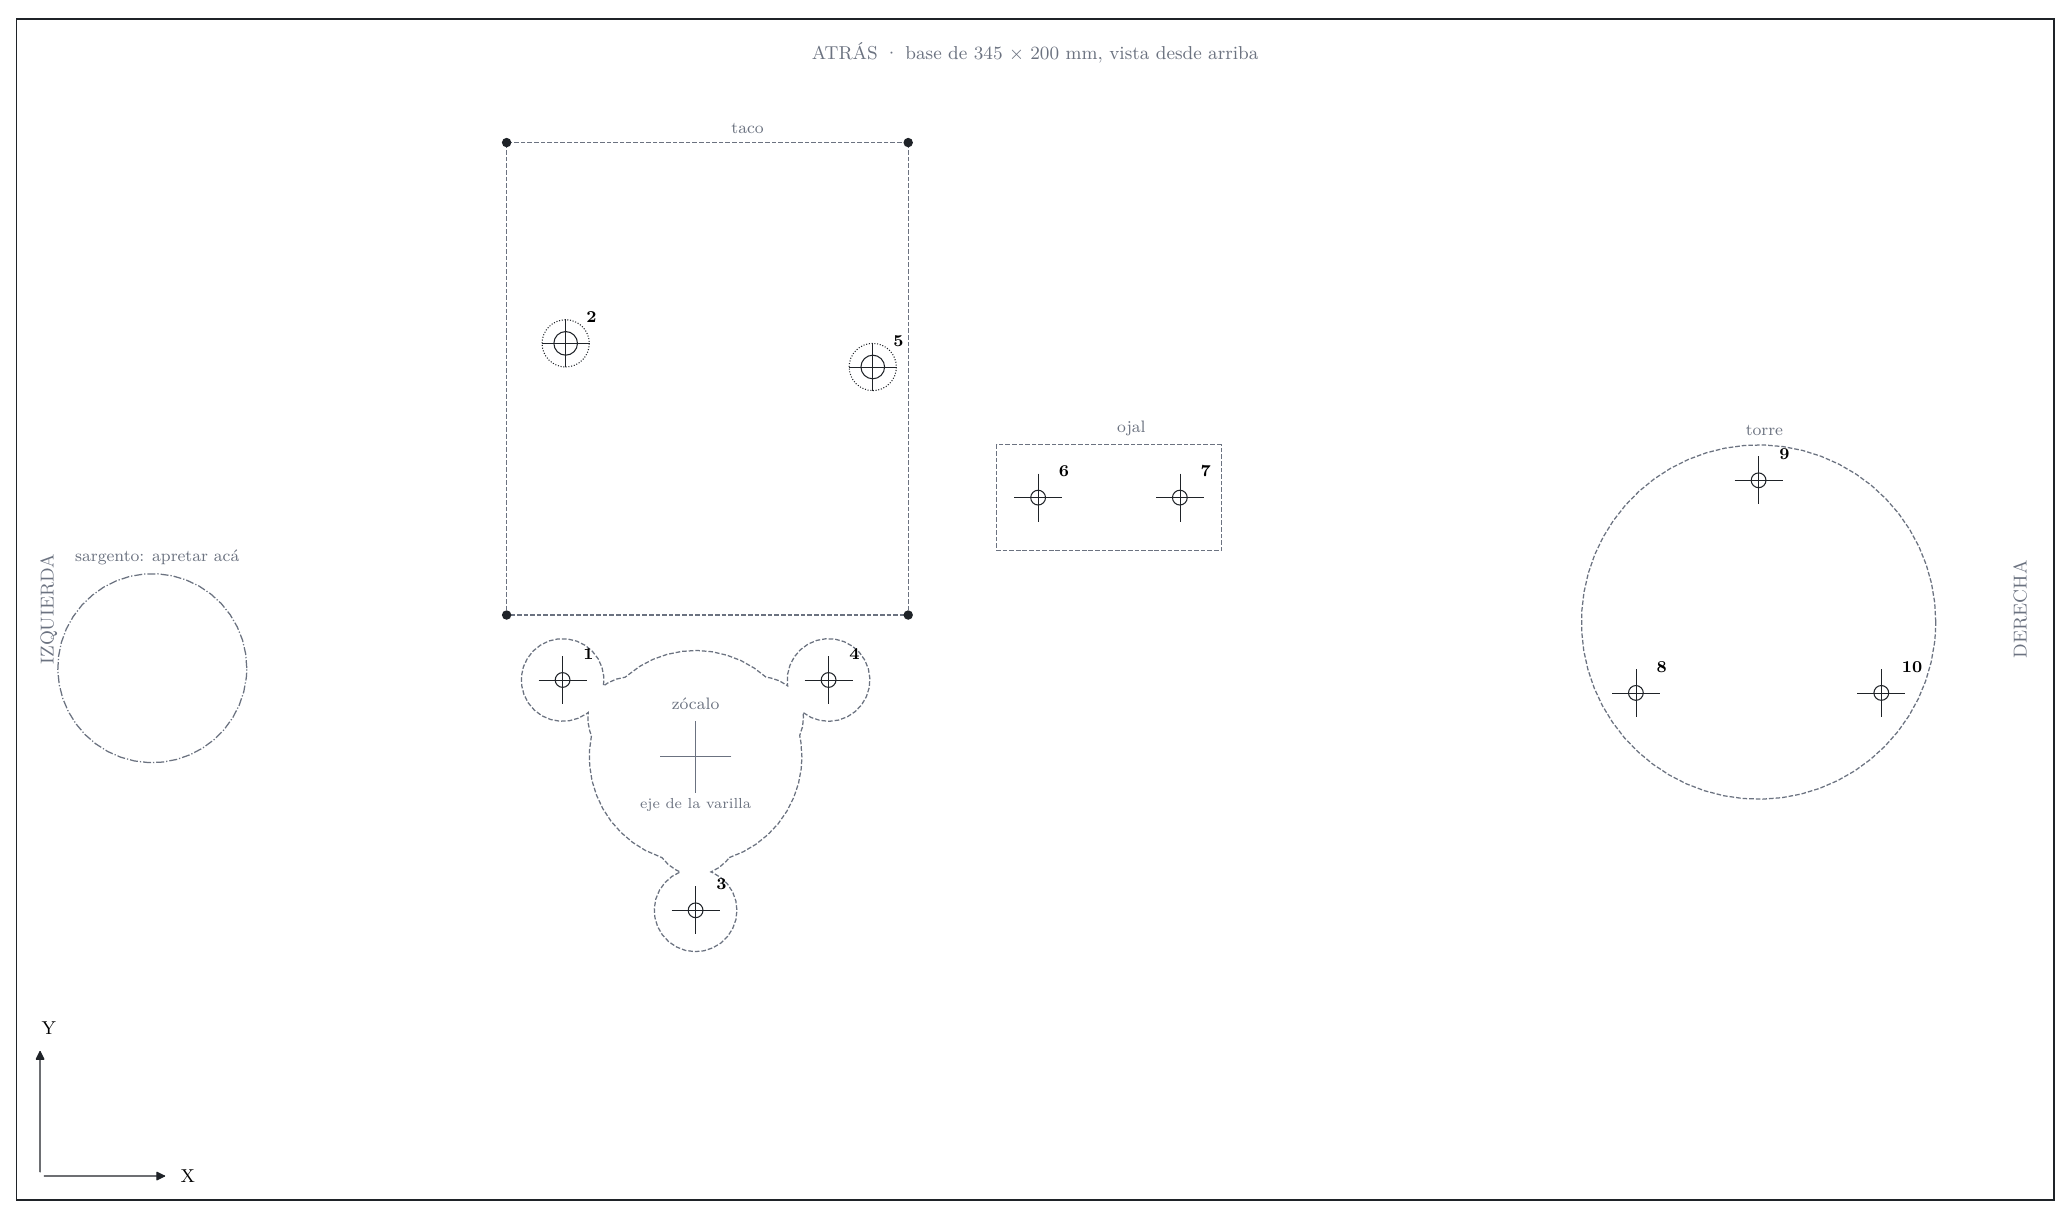 ATRÁS · base de 345 × 200 mm, vista desde arriba
taco
2
5
ojal
6
7
torre
9
sargento: apretar acá
IZQUIERDA
DERECHA
1
4
8
10
zócalo
eje de la varilla
3
Y
X